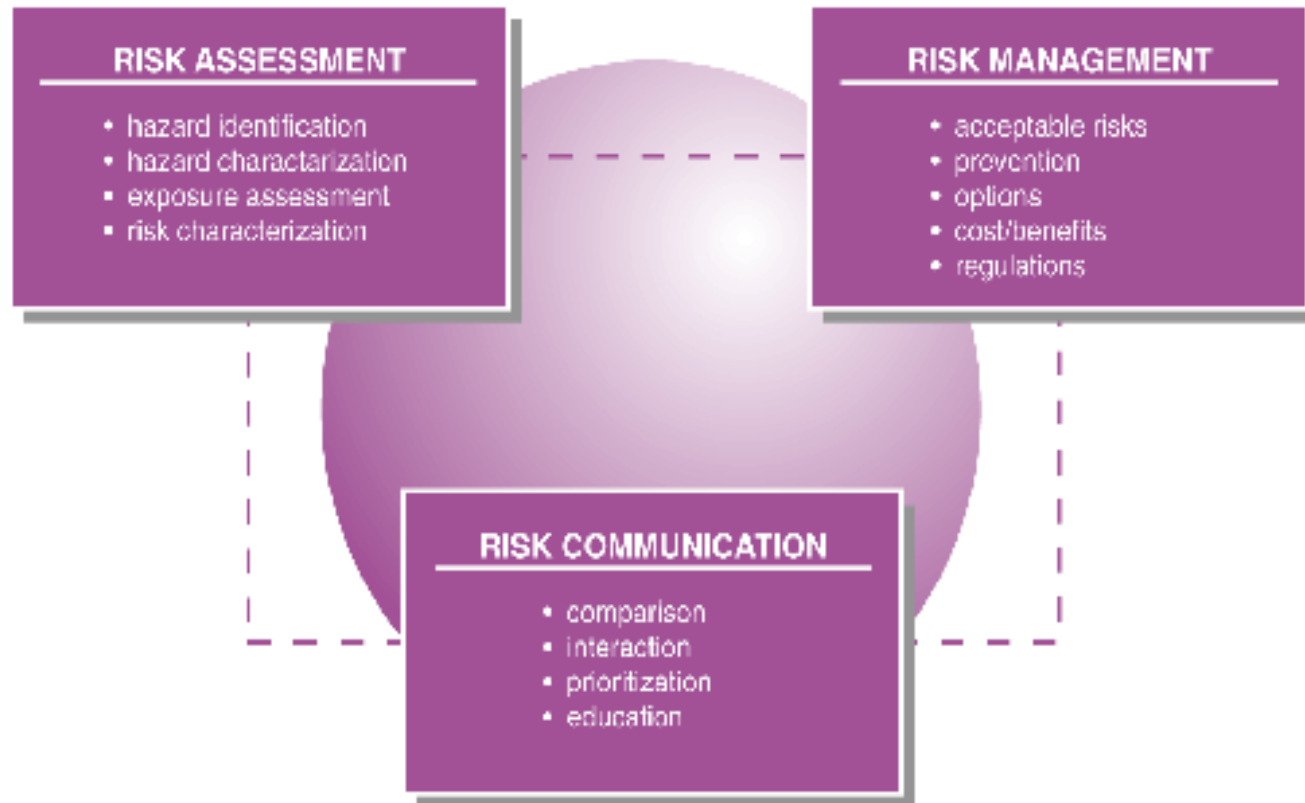 RISK ASSESSMENT
• hazard identification
• hazard charactarization
▪ exposure assessment
▪ risk characterization
RISK MANAGEMENT
• acceptable risks
• prevention
• options
• cost/benefits
• regulations
RISK COMMUNICATION
• comparison
• interaction
• prioritization
• education